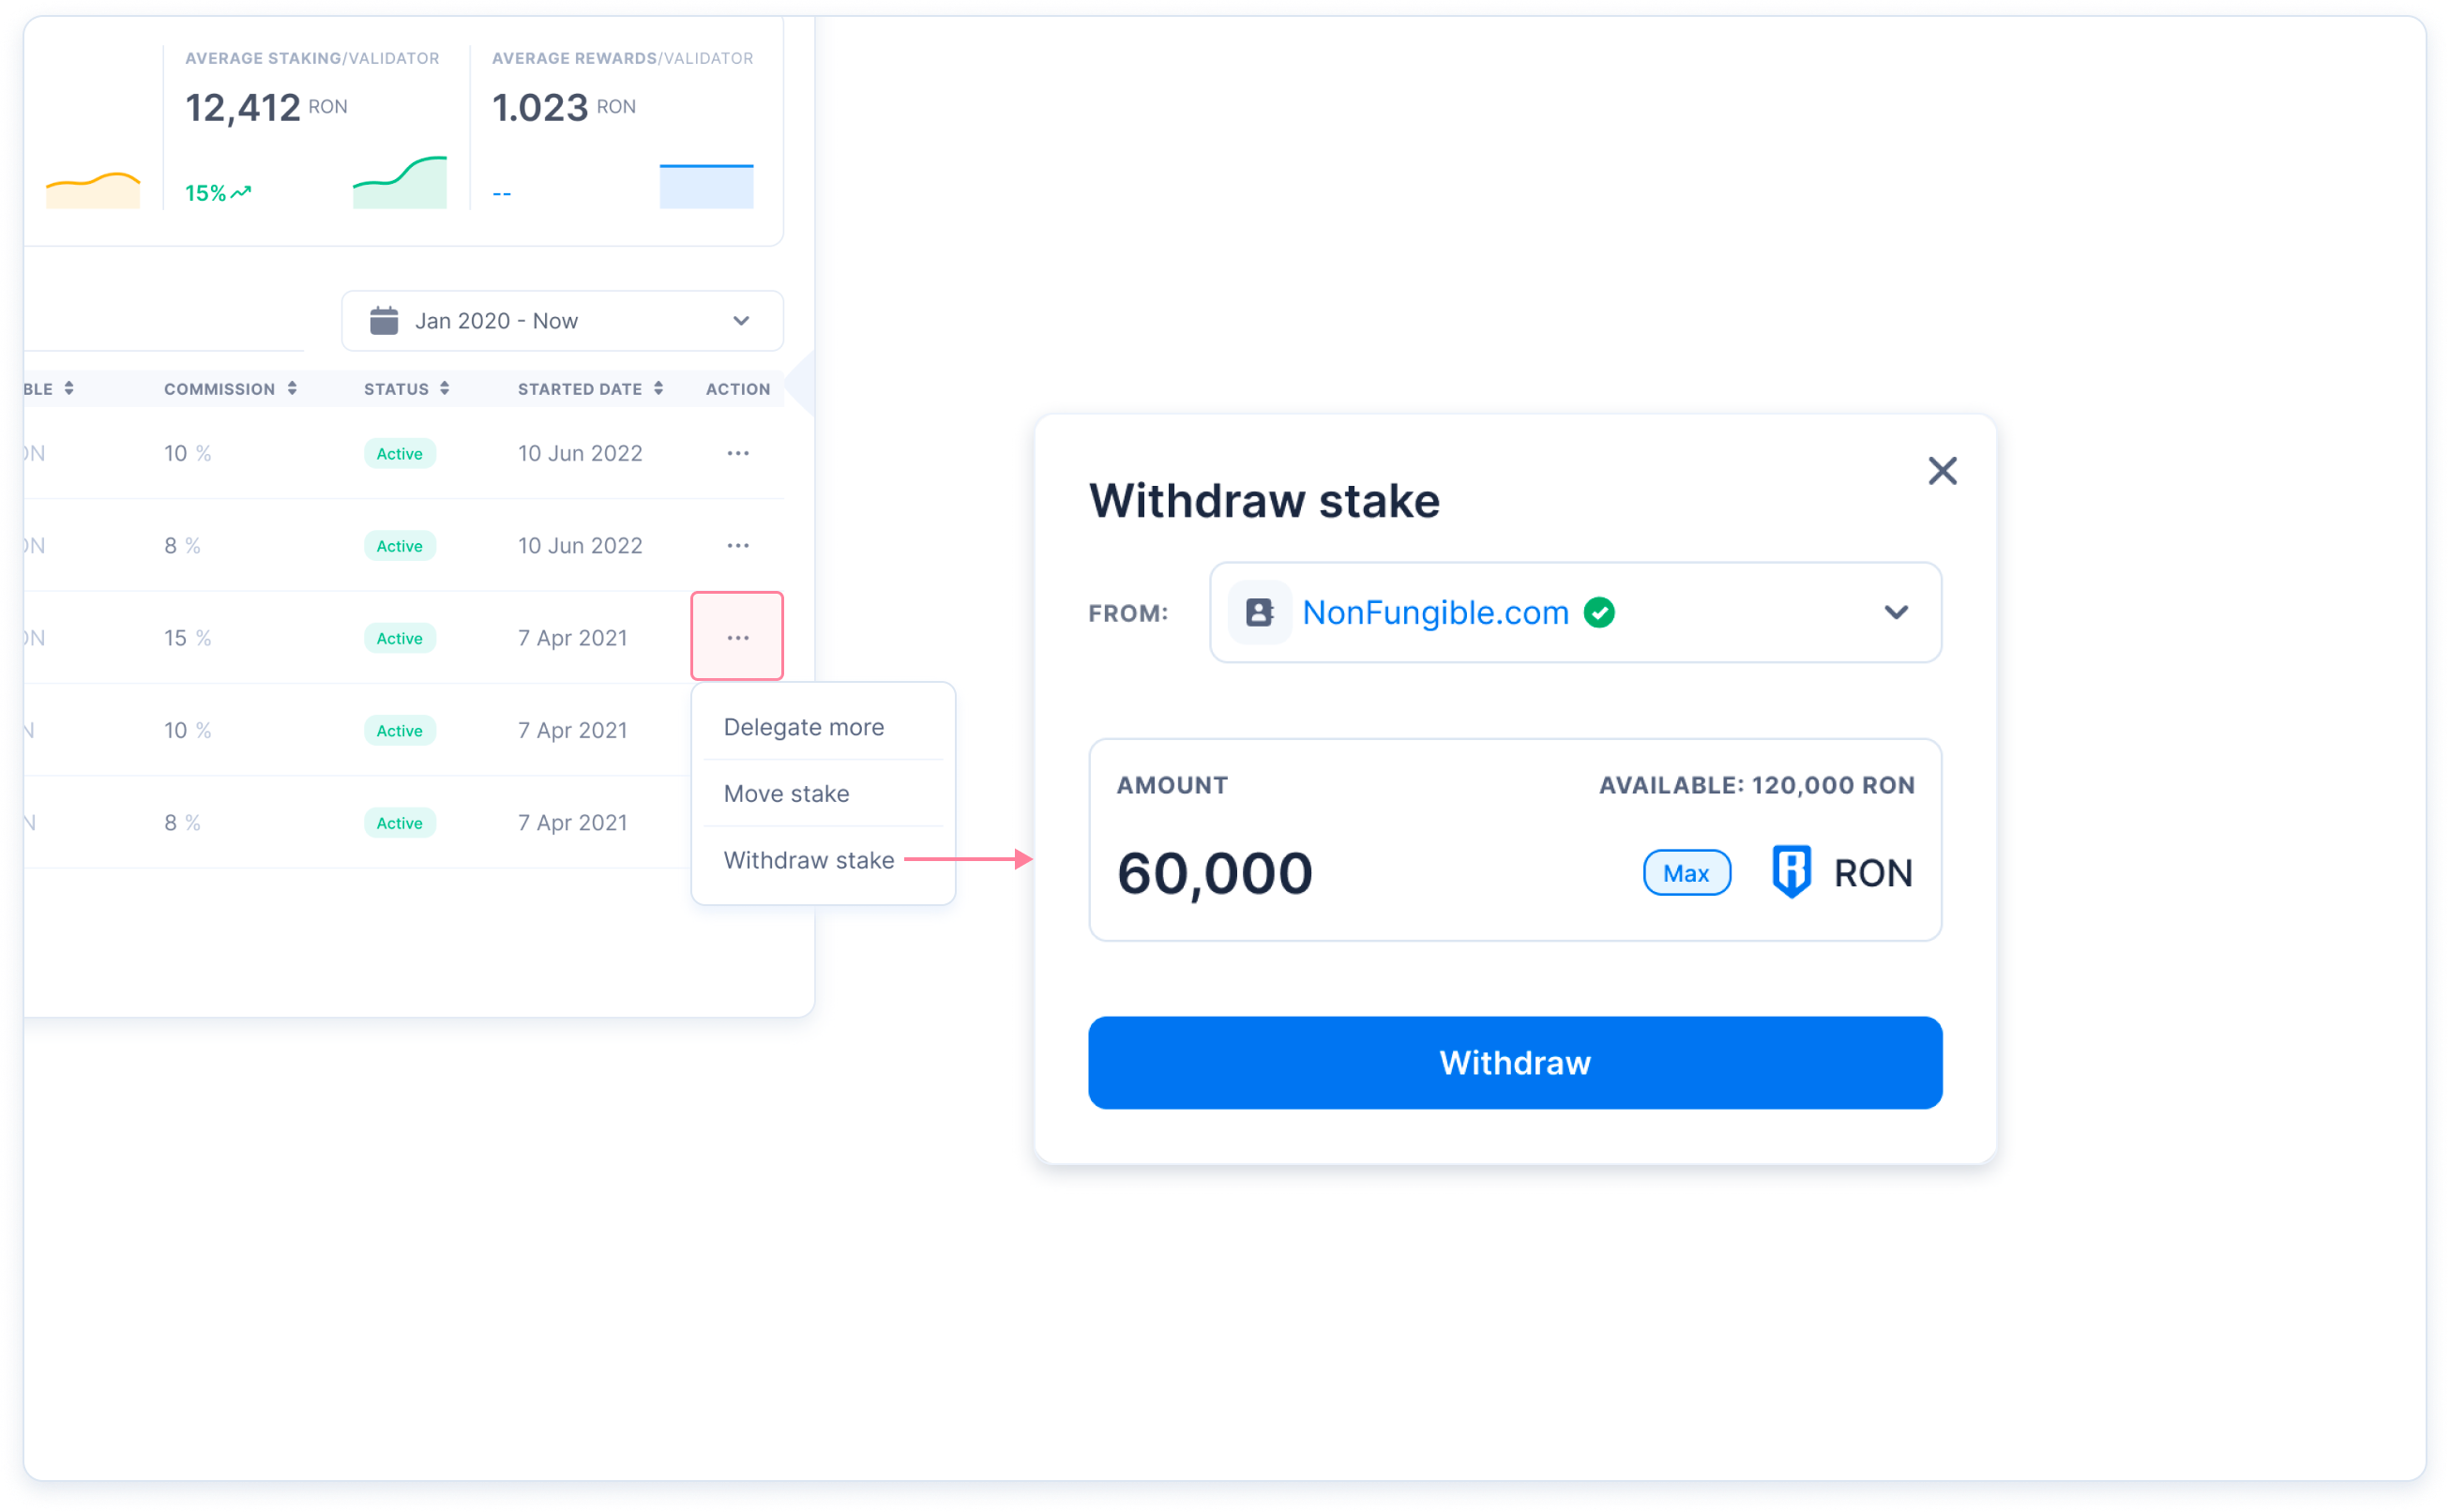 AVERAGE STAKING/VALIDATOR
AVERAGE REWARDS/VALIDATOR
12,412 RON
1.023 RON
15%
--
Jan 2020 - Now
COMMISSION STATUS STARTED DATE ACTION
10 % Active 10 Jun 2022 ...
8 % Active 10 Jun 2022 ...
15 % Active 7 Apr 2021 ...
10 % Active 7 Apr 2021
8 % Active 7 Apr 2021
Delegate more
Move stake
Withdraw stake
Withdraw stake
FROM: NonFungible.com
AMOUNT
AVAILABLE: 120,000 RON
60,000
Max
RON
Withdraw